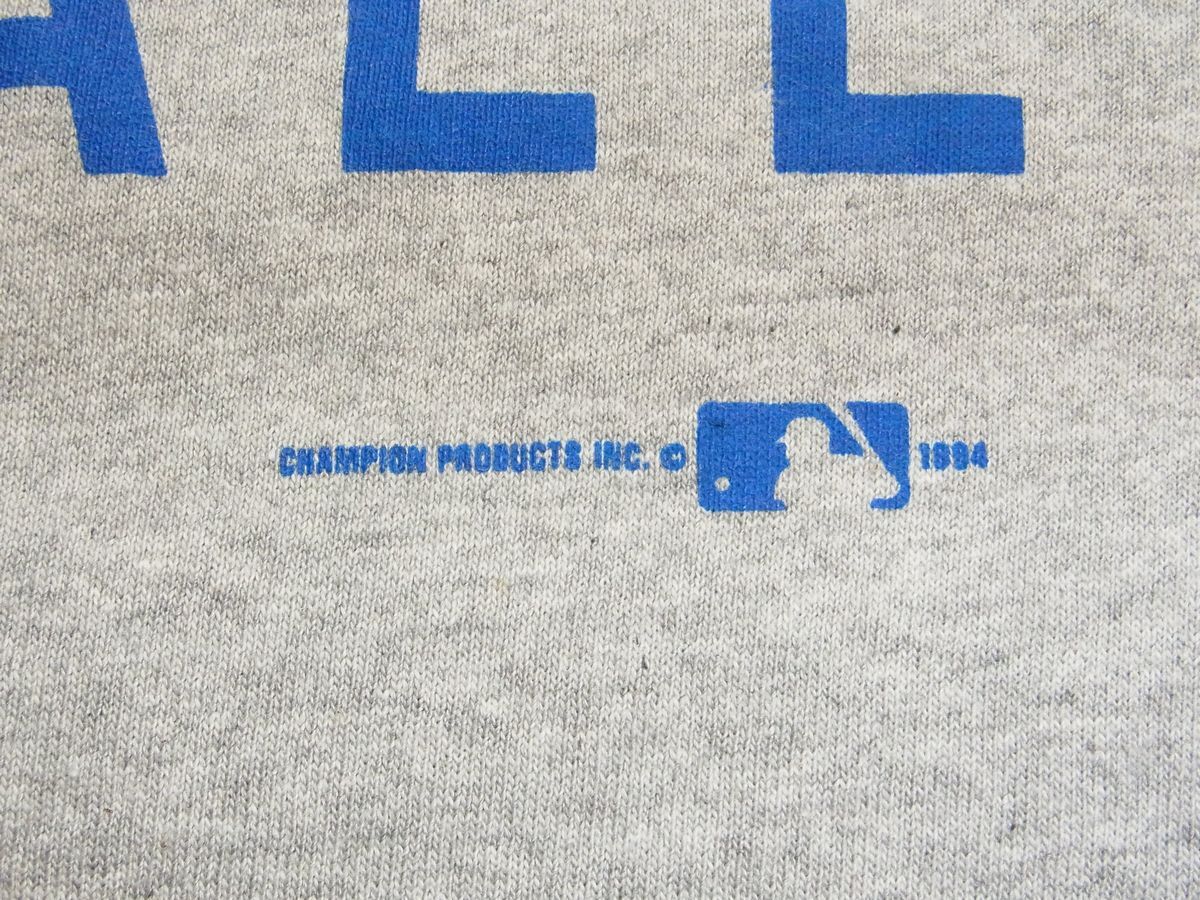 ALL
CHAMPION PRODUCTS INC. © 1994